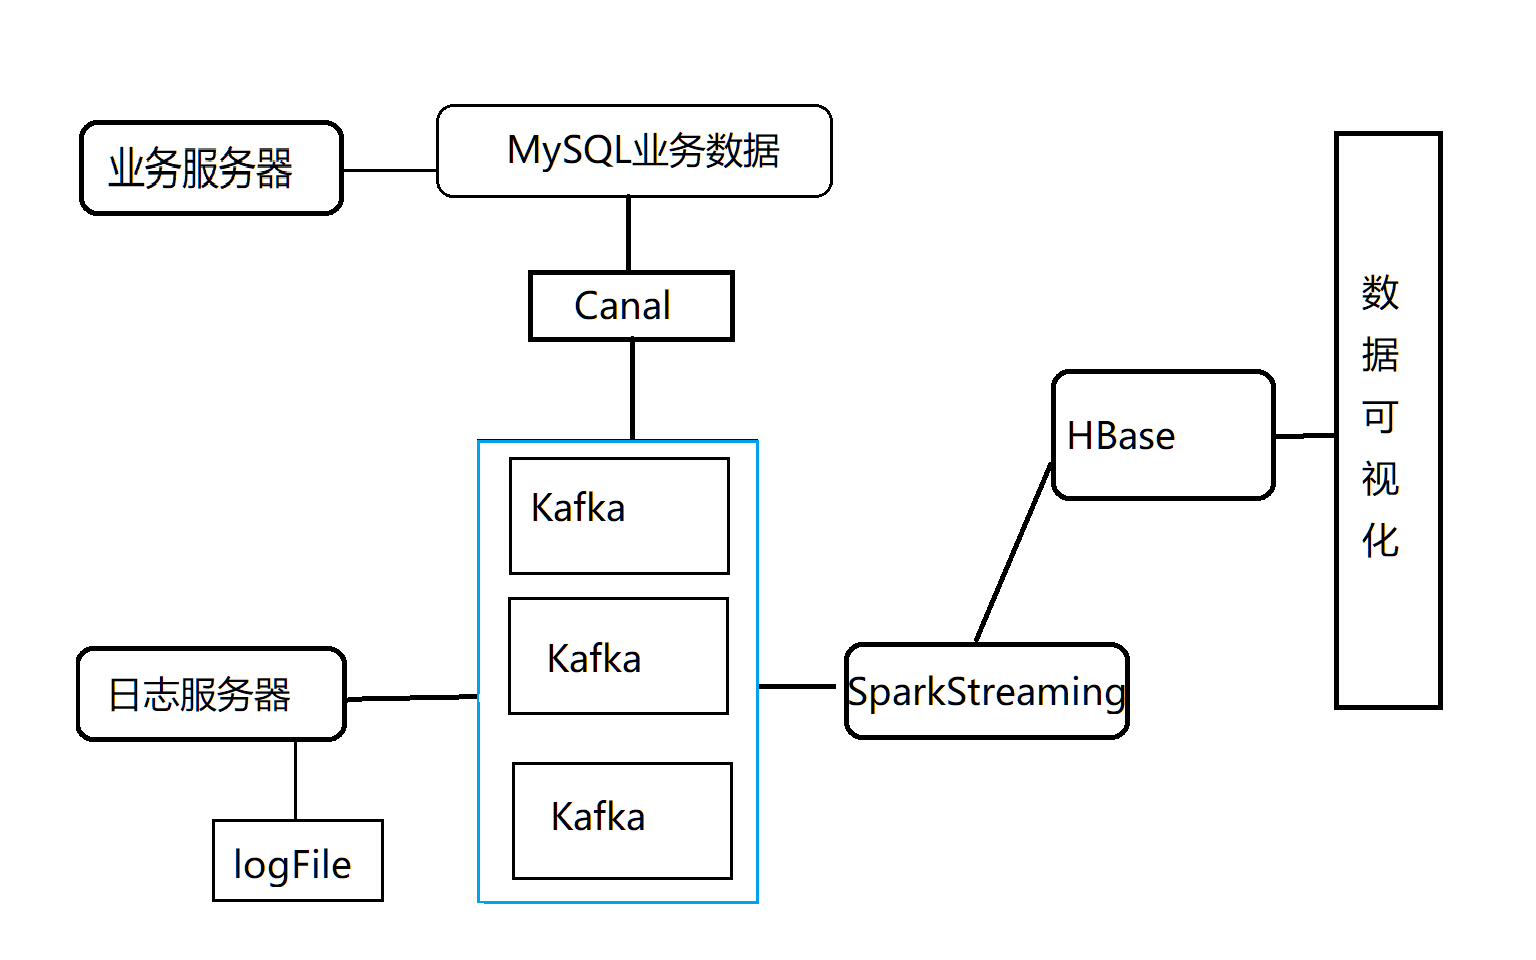 业务服务器
MySQL业务数据
Canal
Kafka
Kafka
Kafka
日志服务器
logFile
SparkStreaming
HBase
数
据
可
视
化